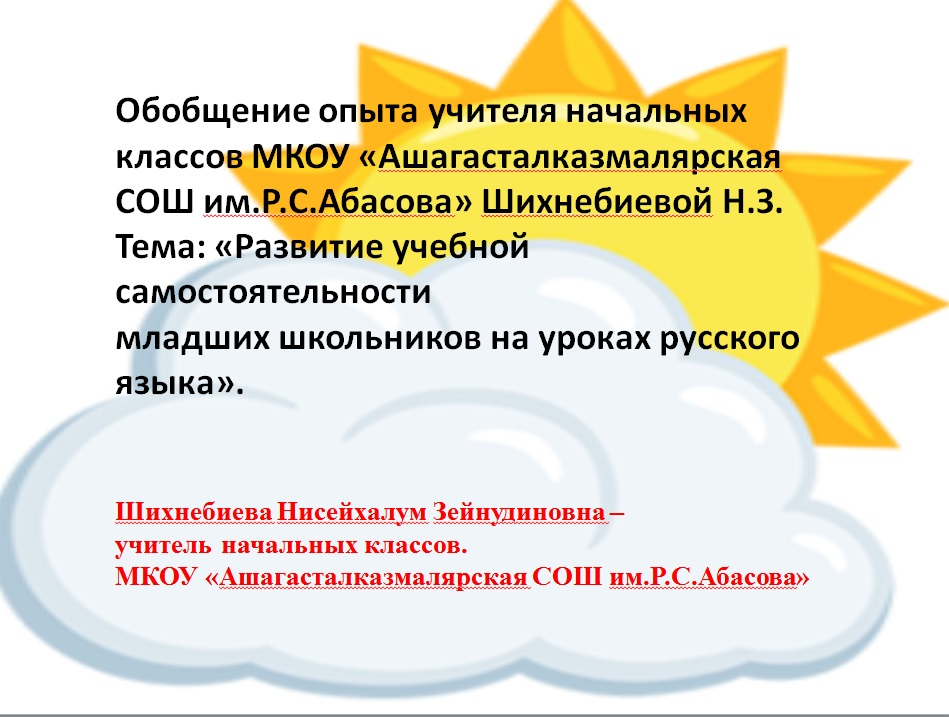 Обобщение опыта учителя начальных
классов МКОУ «Ашагасталказмалярская
СОШ им.Р.С.Абасова» Шихнебиевой Н.З.
Тема: «Развитие учебной
самостоятельности
младших школьников на уроках русского
языка».
Шихнебиева Нисейхалум Зейнудиновна –
учитель начальных классов.
МКОУ «Ашагасталказмалярская СОШ им.Р.С.Абасова»